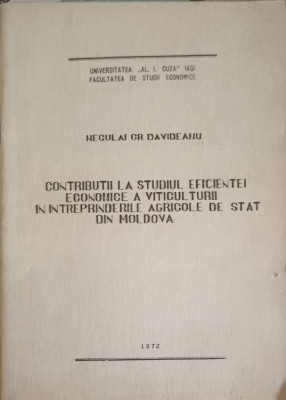 UNIVERSITATEA „AL. I. CUZA" IAŞI
FACULTATEA DE STUDII ECONOMICE
NECULAI GR. DAVIDEANU
CONTRIBUTII LA STUDIUL EFICIENTEI
ECONOMICE A VITICULTURII
IN INTREPRINDERILE AGRICOLE DE STAT
DIN MOLDOVA
1972